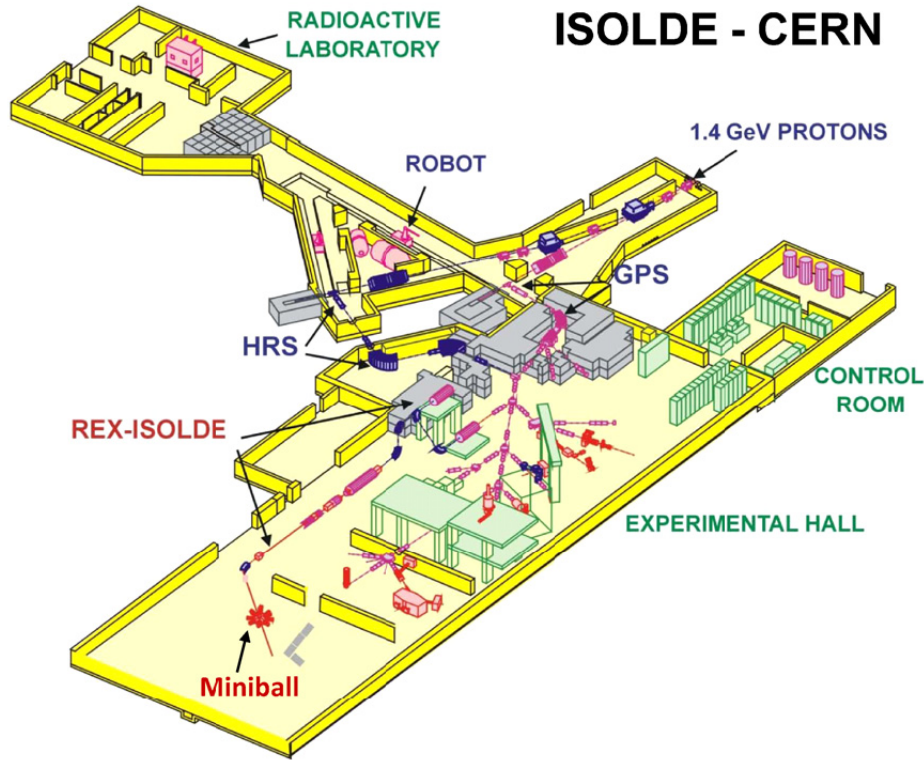 ISOLDE - CERN
RADIOACTIVE
LABORATORY
1.4 GeV PROTONS
ROBOT
GPS
HRS
CONTROL
ROOM
REX-ISOLDE
EXPERIMENTAL HALL
Miniball